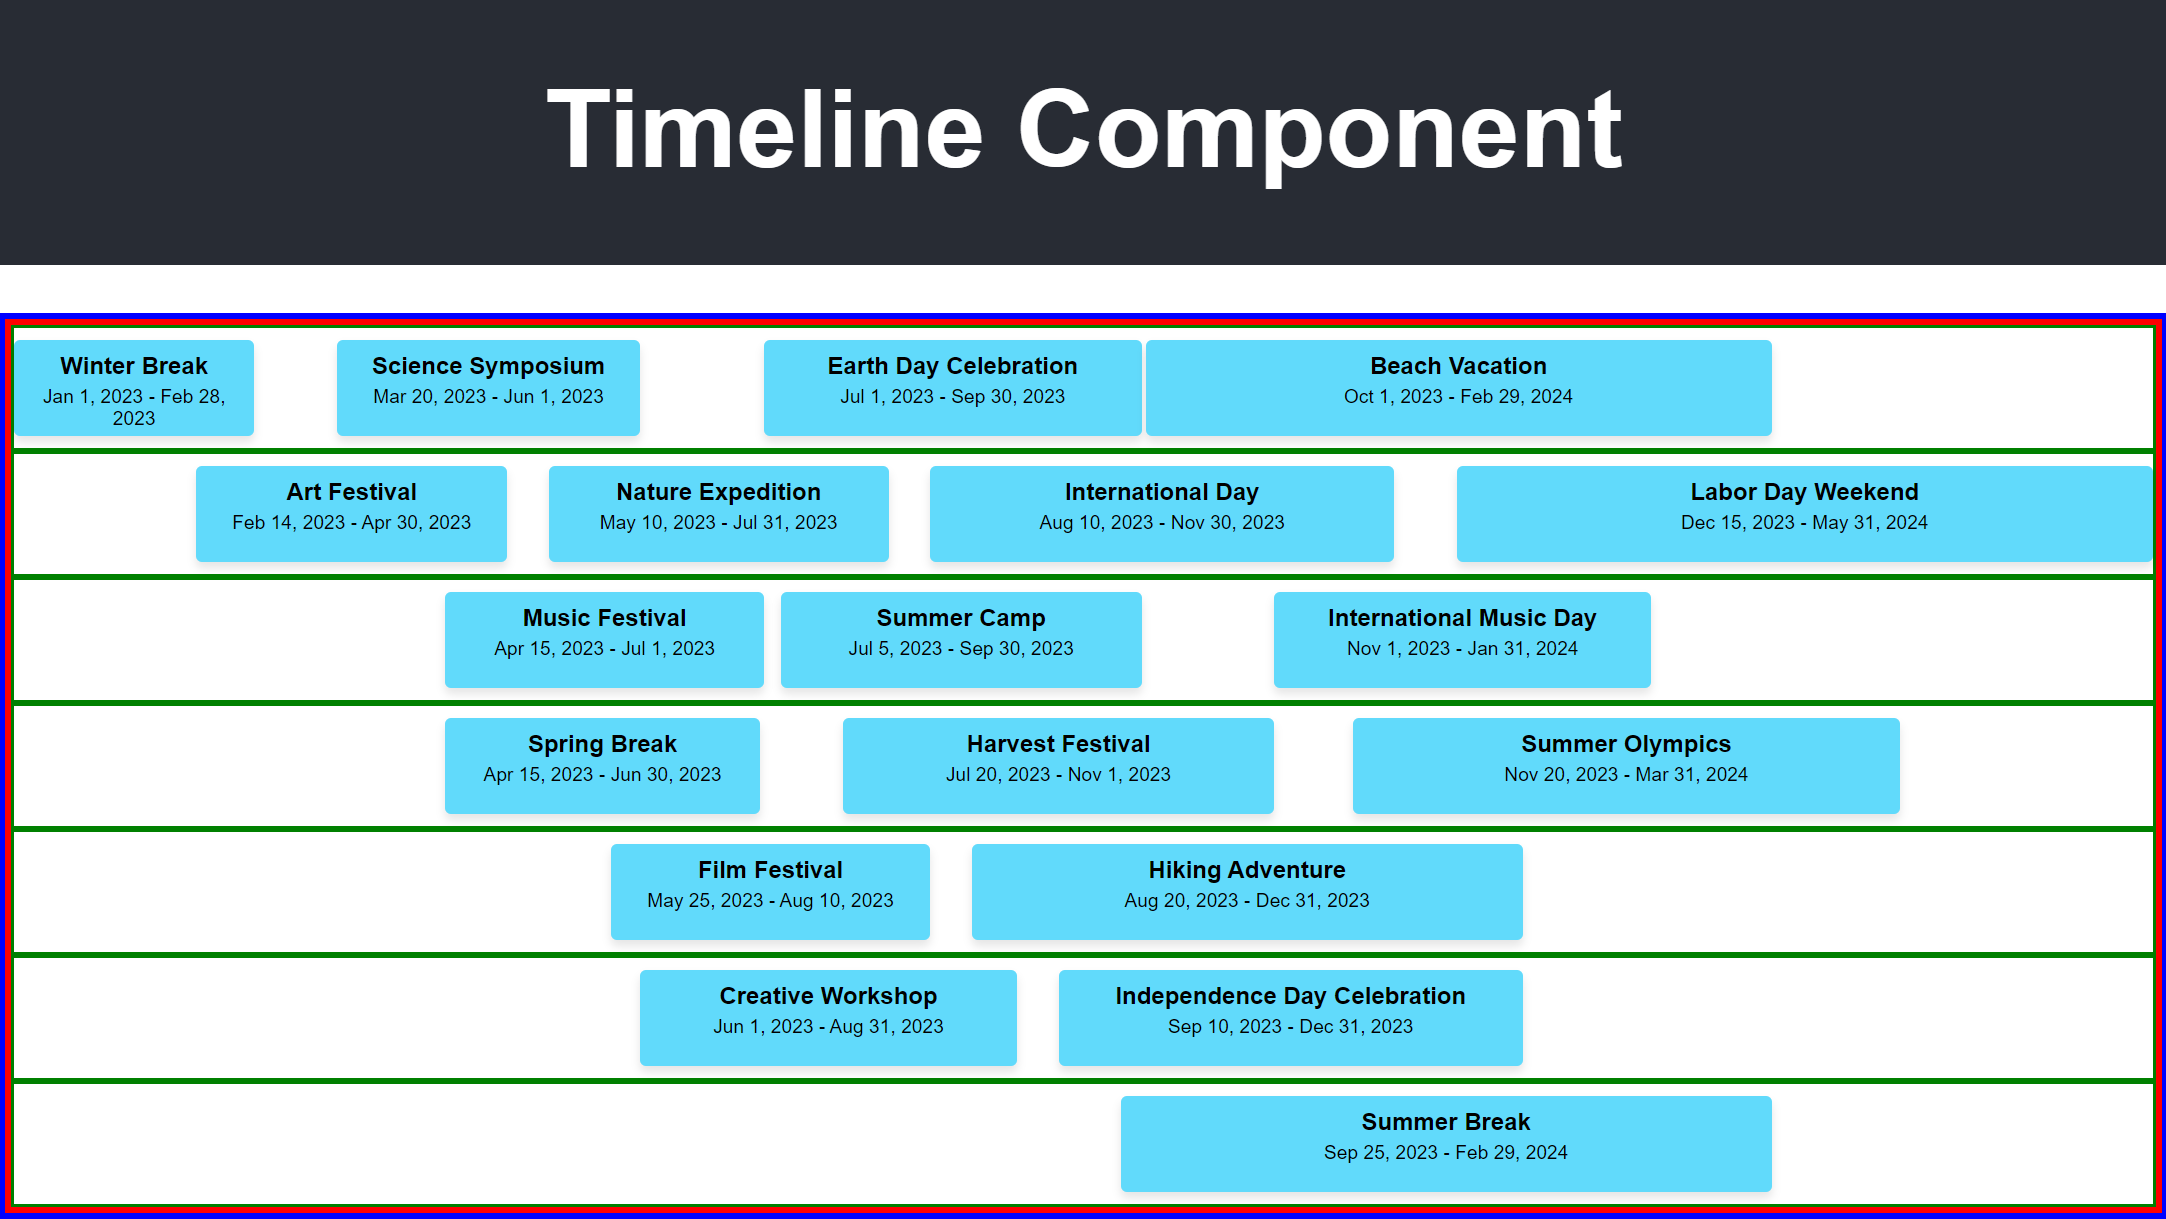 Timeline Component
Winter Break
Jan 1, 2023 - Feb 28,
2023
Science Symposium
Mar 20, 2023 - Jun 1, 2023
Earth Day Celebration
Jul 1, 2023 - Sep 30, 2023
Beach Vacation
Oct 1, 2023 - Feb 29, 2024
Art Festival
Feb 14, 2023 - Apr 30, 2023
Nature Expedition
May 10, 2023 - Jul 31, 2023
International Day
Aug 10, 2023 - Nov 30, 2023
Labor Day Weekend
Dec 15, 2023 - May 31, 2024
Music Festival
Apr 15, 2023 - Jul 1, 2023
Summer Camp
Jul 5, 2023 - Sep 30, 2023
International Music Day
Nov 1, 2023 - Jan 31, 2024
Spring Break
Apr 15, 2023 - Jun 30, 2023
Harvest Festival
Jul 20, 2023 - Nov 1, 2023
Summer Olympics
Nov 20, 2023 - Mar 31, 2024
Film Festival
May 25, 2023 - Aug 10, 2023
Hiking Adventure
Aug 20, 2023 - Dec 31, 2023
Creative Workshop
Jun 1, 2023 - Aug 31, 2023
Independence Day Celebration
Sep 10, 2023 - Dec 31, 2023
Summer Break
Sep 25, 2023 - Feb 29, 2024